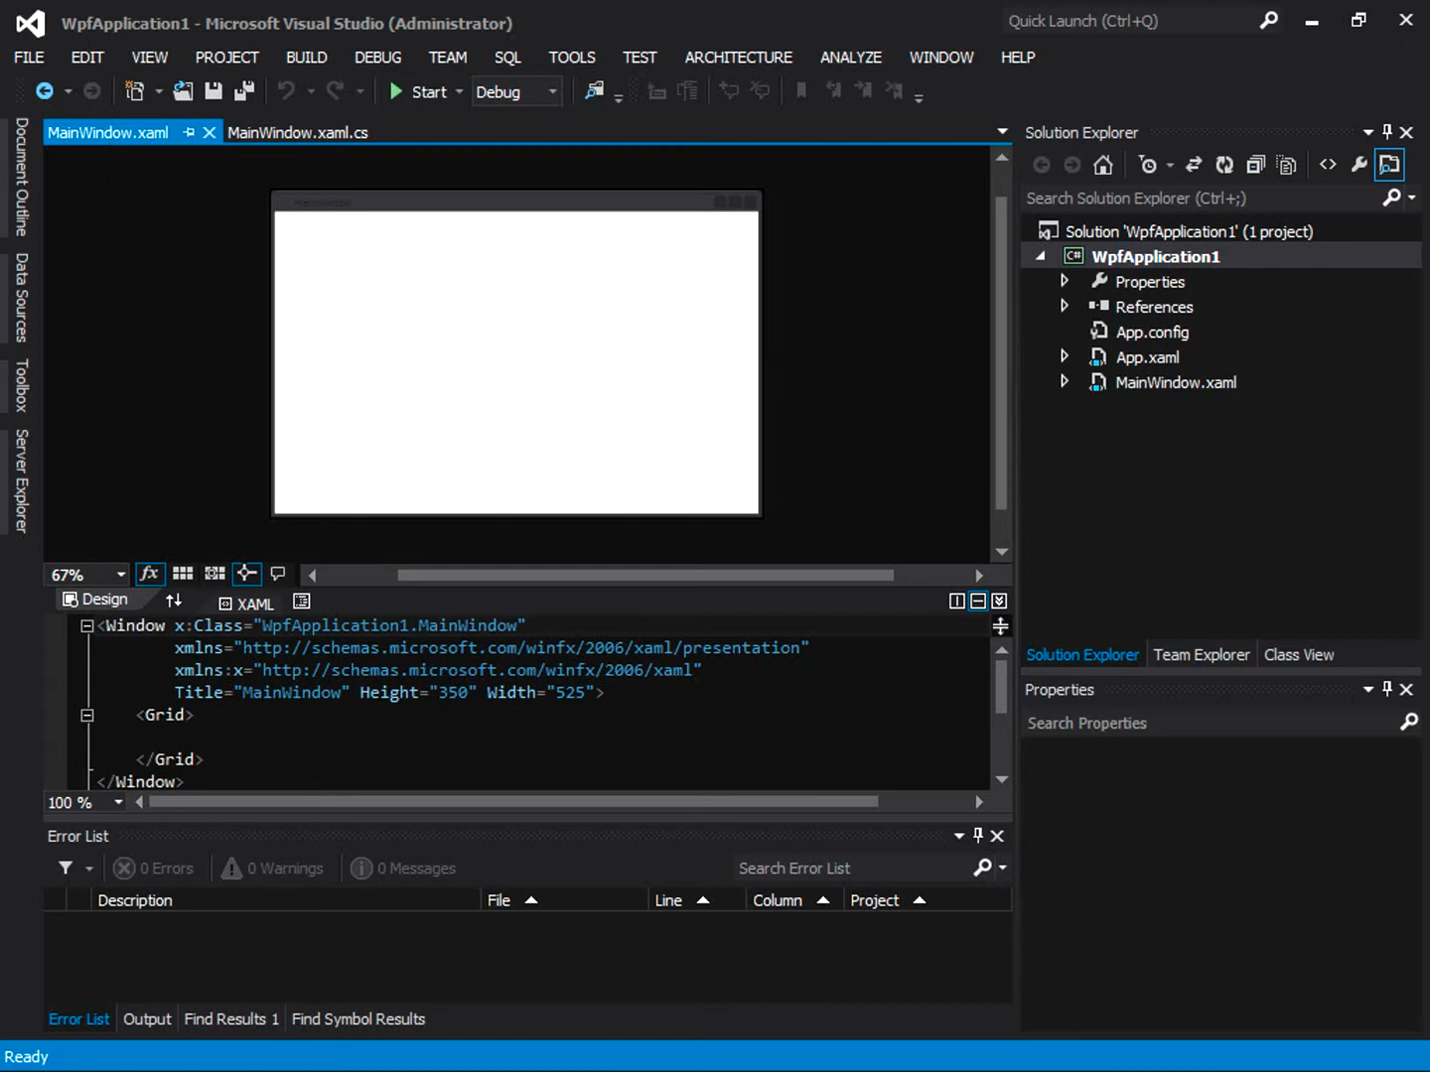 WpfApplication1 - Microsoft Visual Studio (Administrator)
Quick Launch (Ctrl+Q)
FILE EDIT VIEW PROJECT BUILD DEBUG TEAM SQL TOOLS TEST ARCHITECTURE ANALYZE WINDOW HELP
Start Debug
Document Outline
Data Sources
Toolbox
Server Explorer
MainWindow.xaml MainWindow.xaml.cs
MainWindow
67% fx
Design XAML
<Window x:Class="WpfApplication1.MainWindow"
xmlns="http://schemas.microsoft.com/winfx/2006/xaml/presentation"
xmlns:x="http://schemas.microsoft.com/winfx/2006/xaml"
Title="MainWindow" Height="350" Width="525">
<Grid>
</Grid>
</Window>
100 %
Error List
0 Errors 0 Warnings 0 Messages Search Error List
Description File Line Column Project
Error List Output Find Results 1 Find Symbol Results
Solution Explorer
Search Solution Explorer (Ctrl+;)
Solution 'WpfApplication1' (1 project)
C# WpfApplication1
Properties
References
App.config
App.xaml
MainWindow.xaml
Solution Explorer Team Explorer Class View
Properties
Search Properties
Ready